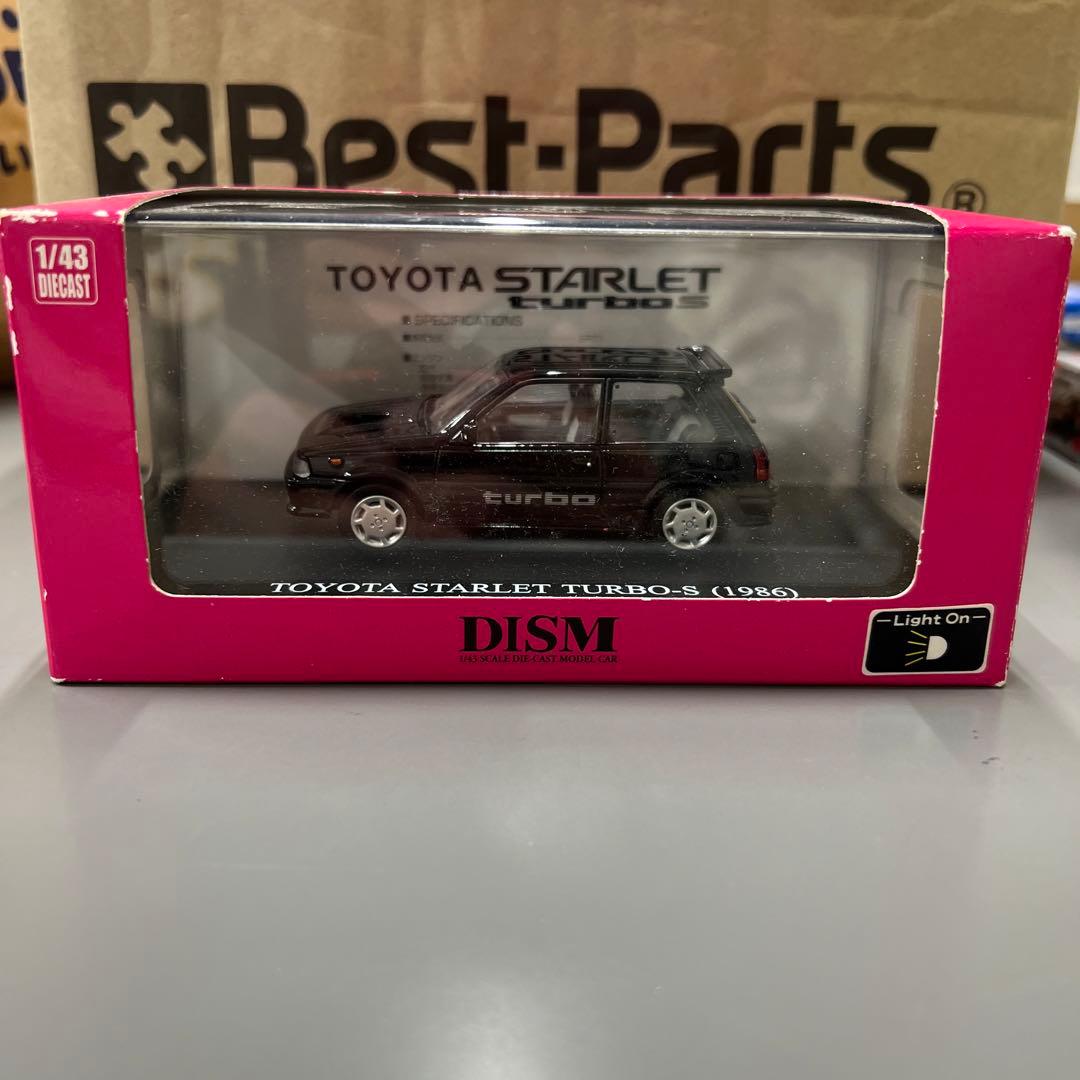 Best-Parts®
1/43
DIECAST
TOYOTA STARLET
turbo S
SPECIFICATIONS
turbo
TOYOTA STARLET TURBO-S (1986)
DISM
1/43 SCALE DIE-CAST MODEL CAR
Light On